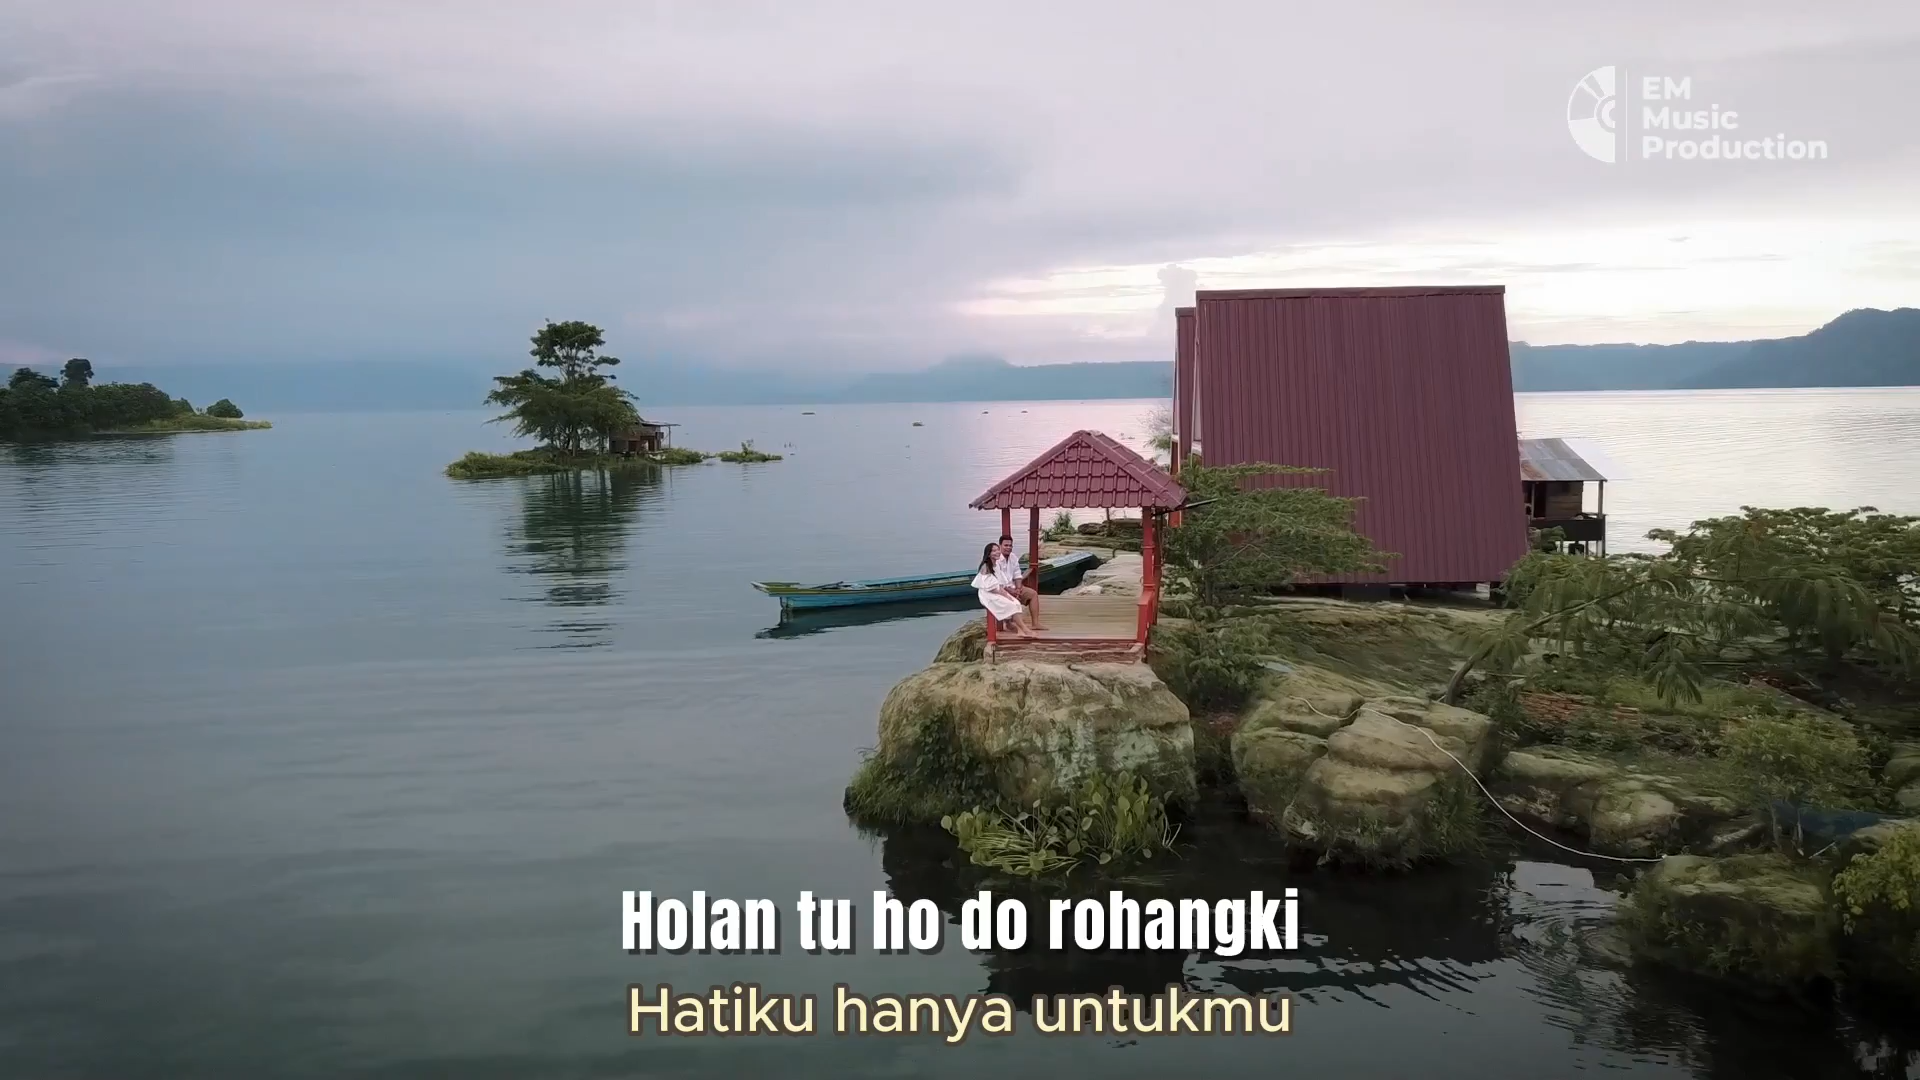 EM
Music
Production
Holan tu ho do rohangki
Hatiku hanya untukmu